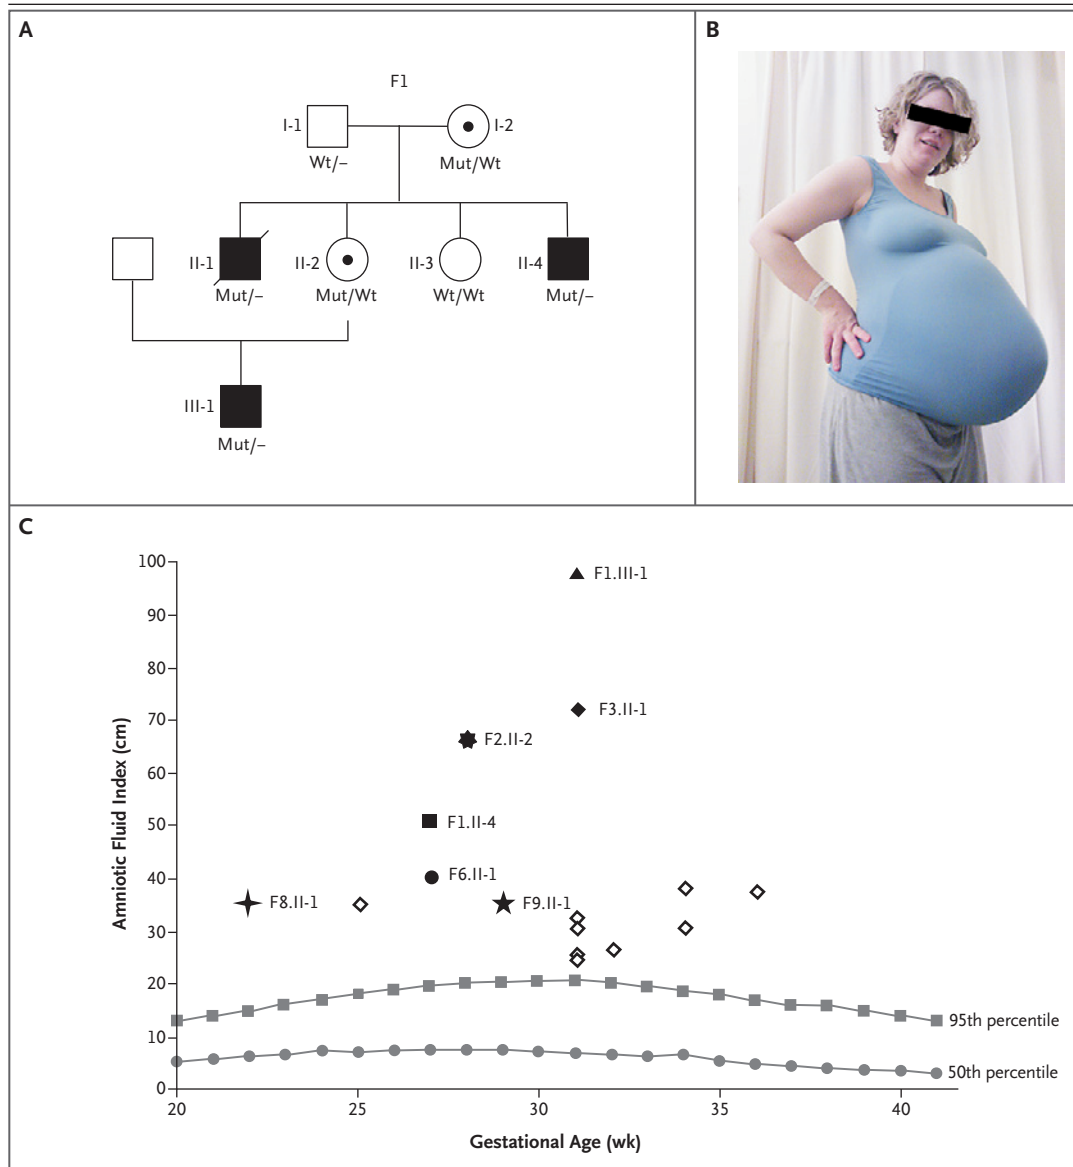 A
F1
I-1
I-2
Wt/–
Mut/Wt
II-1
II-2
II-3
II-4
Mut/–
Mut/Wt
Wt/Wt
Mut/–
III-1
Mut/–
B
C
Amniotic Fluid Index (cm)
100
90
80
70
60
50
40
30
20
10
0
F1.III-1
F3.II-1
F2.II-2
F1.II-4
F6.II-1
F8.II-1
F9.II-1
95th percentile
50th percentile
20
25
30
35
40
Gestational Age (wk)